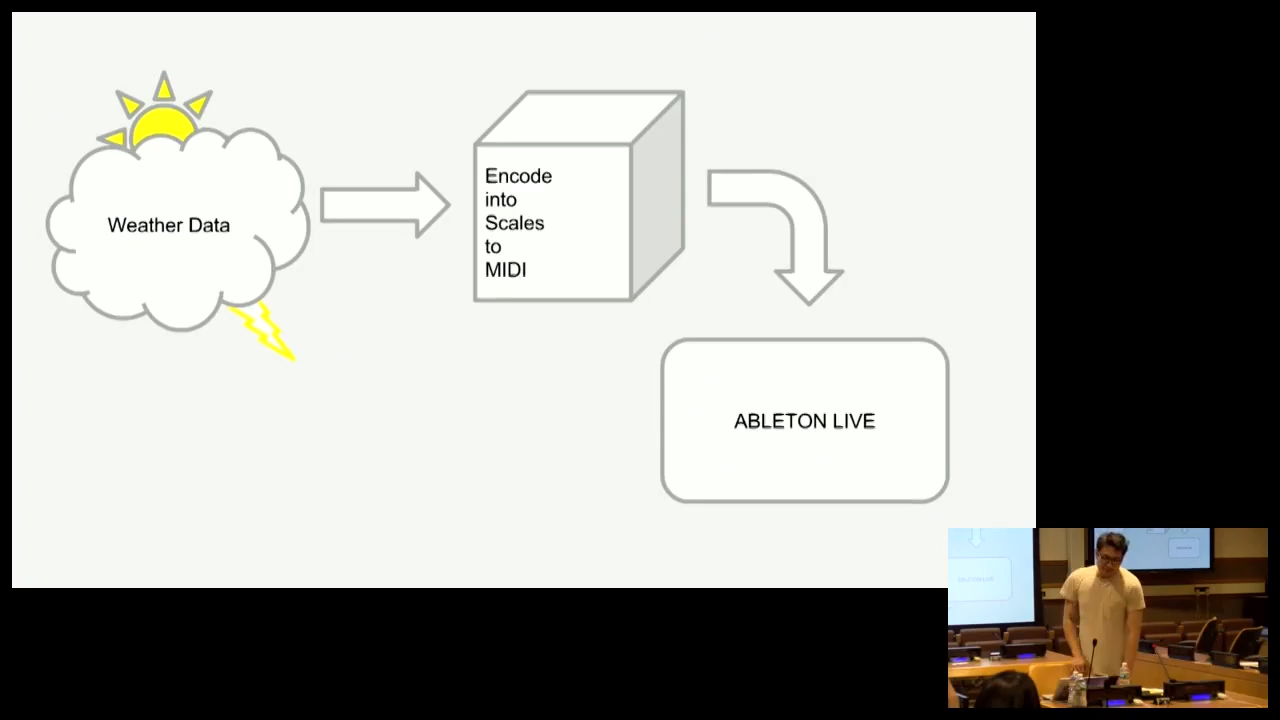 Weather Data
Encode
into
Scales
to
MIDI
ABLETON LIVE